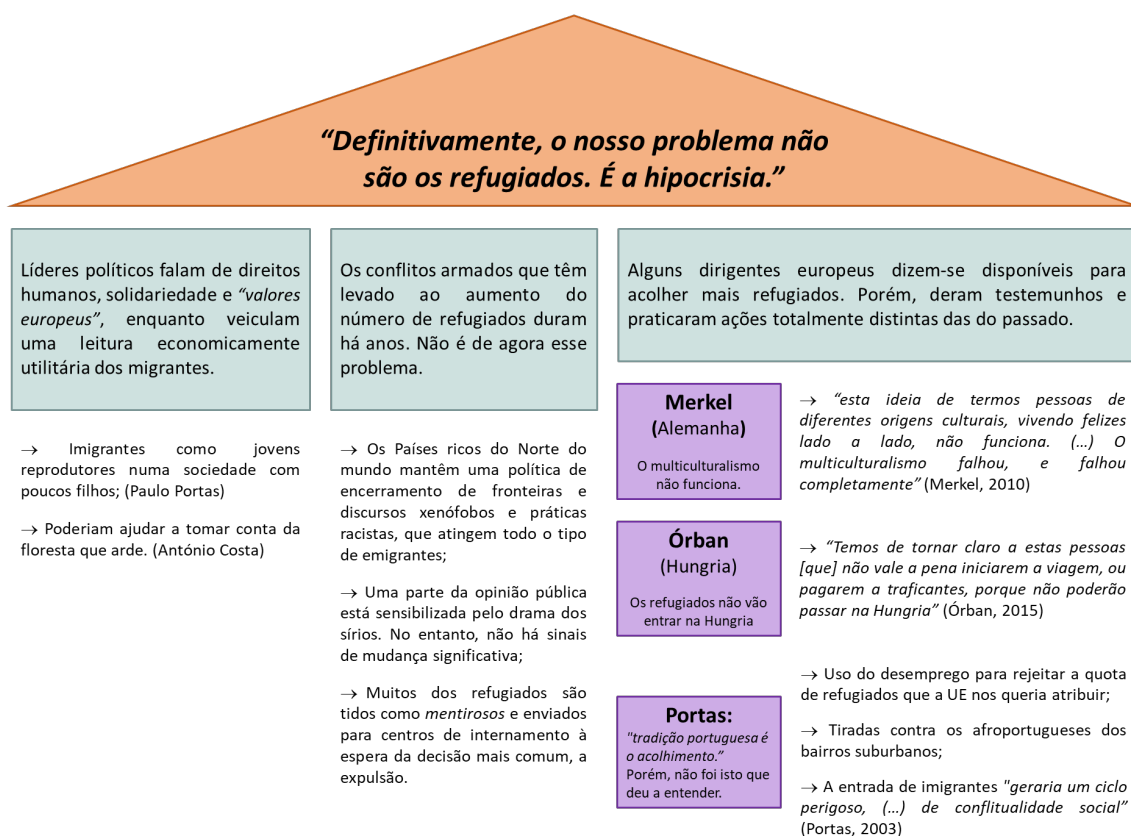 “Definitivamente, o nosso problema não
são os refugiados. É a hipocrisia.”
Líderes políticos falam de direitos
humanos, solidariedade e “valores
europeus”, enquanto veiculam
uma leitura economicamente
utilitária dos migrantes.
→ Imigrantes como jovens
reprodutores numa sociedade com
poucos filhos; (Paulo Portas)
→ Poderiam ajudar a tomar conta da
floresta que arde. (António Costa)
Os conflitos armados que têm
levado ao aumento do
número de refugiados duram
há anos. Não é de agora esse
problema.
→ Os Países ricos do Norte do
mundo mantêm uma política de
encerramento de fronteiras e
discursos xenófobos e práticas
racistas, que atingem todo o tipo
de emigrantes;
→ Uma parte da opinião pública
está sensibilizada pelo drama dos
sírios. No entanto, não há sinais
de mudança significativa;
→ Muitos dos refugiados são
tidos como mentirosos e enviados
para centros de internamento à
espera da decisão mais comum, a
expulsão.
Alguns dirigentes europeus dizem-se disponíveis para
acolher mais refugiados. Porém, deram testemunhos e
praticaram ações totalmente distintas das do passado.
Merkel
(Alemanha)
O multiculturalismo
não funciona.
→ “esta ideia de termos pessoas de
diferentes origens culturais, vivendo felizes
lado a lado, não funciona. (…) O
multiculturalismo falhou, e falhou
completamente” (Merkel, 2010)
Órban
(Hungria)
Os refugiados não vão
entrar na Hungria
→ “Temos de tornar claro a estas pessoas
[que] não vale a pena iniciarem a viagem, ou
pagarem a traficantes, porque não poderão
passar na Hungria” (Órban, 2015)
Portas:
"tradição portuguesa é
o acolhimento.”
Porém, não foi isto que
deu a entender.
→ Uso do desemprego para rejeitar a quota
de refugiados que a UE nos queria atribuir;
→ Tiradas contra os afroportugueses dos
bairros suburbanos;
→ A entrada de imigrantes "geraria um ciclo
perigoso, (…) de conflitualidade social”
(Portas, 2003)